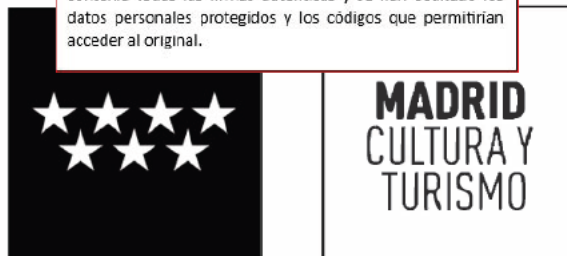 datos personales protegidos y los códigos que permitirían
acceder al original.
MADRID
CULTURA Y
TURISMO